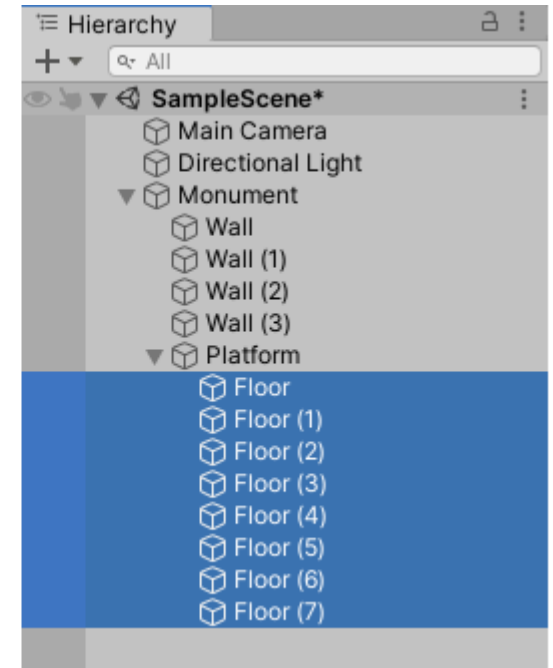 Hierarchy
All
SampleScene*
Main Camera
Directional Light
Monument
Wall
Wall (1)
Wall (2)
Wall (3)
Platform
Floor
Floor (1)
Floor (2)
Floor (3)
Floor (4)
Floor (5)
Floor (6)
Floor (7)